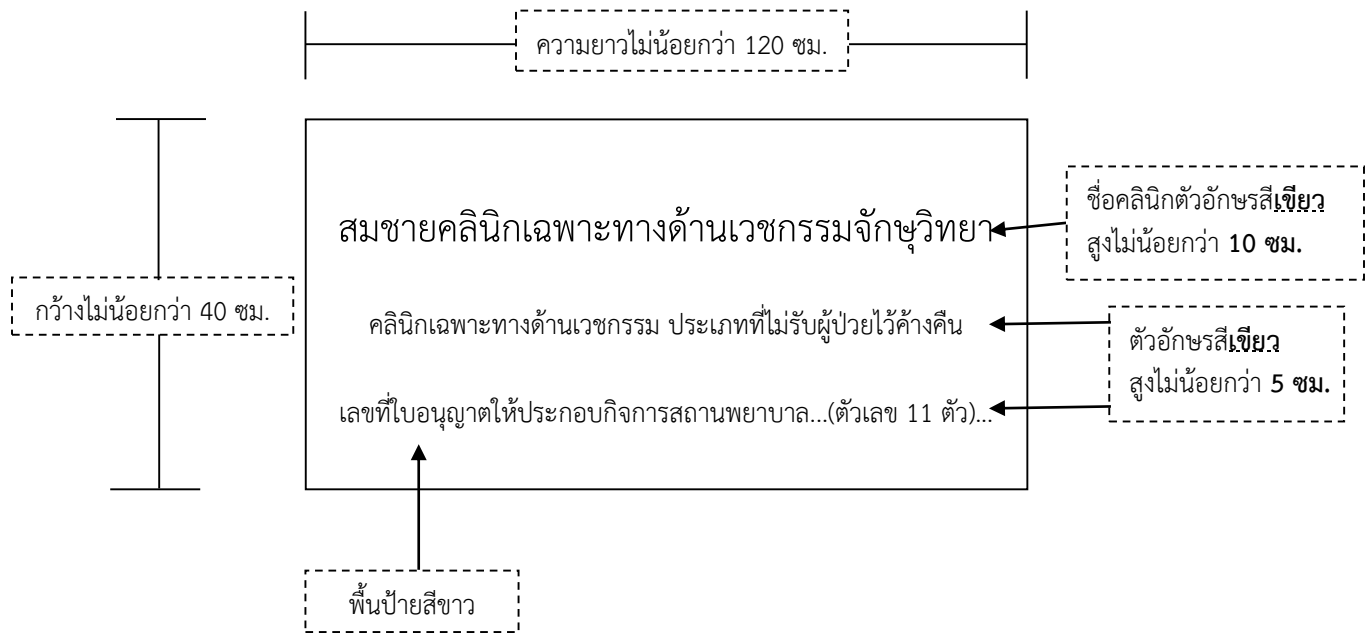 ความยาวไม่น้อยกว่า 120 ซม.
สมชายคลินิกเฉพาะทางด้านเวชกรรมจักษุวิทยา
ชื่อคลินิกตัวอักษรสีเขียว
สูงไม่น้อยกว่า 10 ซม.
กว้างไม่น้อยกว่า 40 ซม.
คลินิกเฉพาะทางด้านเวชกรรม ประเภทที่ไม่รับผู้ป่วยไว้ค้างคืน
ตัวอักษรสีเขียว
สูงไม่น้อยกว่า 5 ซม.
เลขที่ใบอนุญาตให้ประกอบกิจการสถานพยาบาล...(ตัวเลข 11 ตัว)...
พื้นป้ายสีขาว